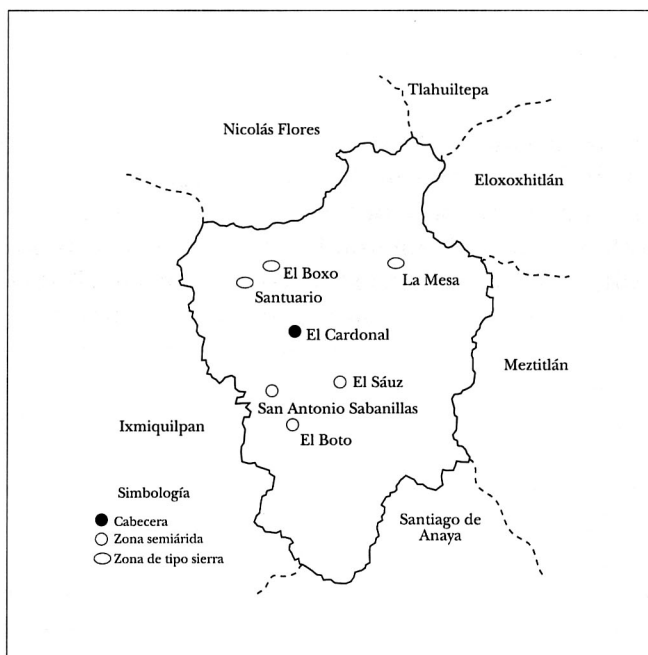 Tlahuiltepa
Nicolás Flores
Eloxoxhitlán
El Boxo
La Mesa
Santuario
El Cardonal
Meztitlán
El Sáuz
San Antonio Sabanillas
Ixmiquilpan
El Boto
Simbología
Cabecera
Zona semiárida
Zona de tipo sierra
Santiago de
Anaya